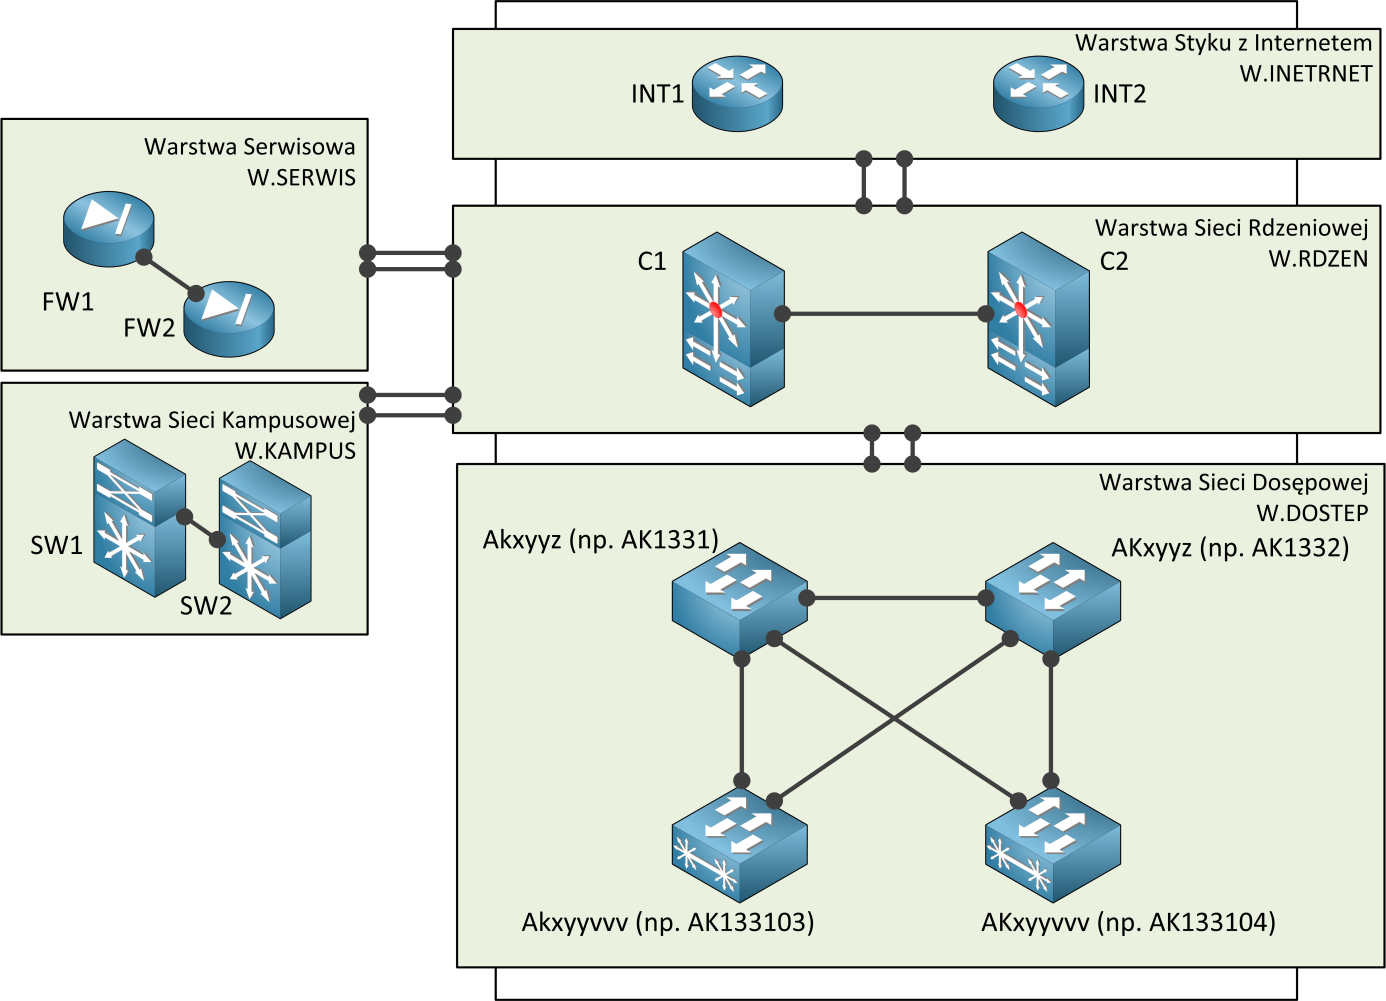 Warstwa Styku z Internetem
W.INETRNET
INT1
INT2
Warstwa Serwisowa
W.SERWIS
FW1
FW2
Warstwa Sieci Rdzeniowej
W.RDZEN
C1
C2
Warstwa Sieci Kampusowej
W.KAMPUS
SW1
SW2
Warstwa Sieci Dosępowej
W.DOSTEP
Akxyyz (np. AK1331)
AKxyyz (np. AK1332)
Akxyyvvv (np. AK133103)
AKxyyvvv (np. AK133104)